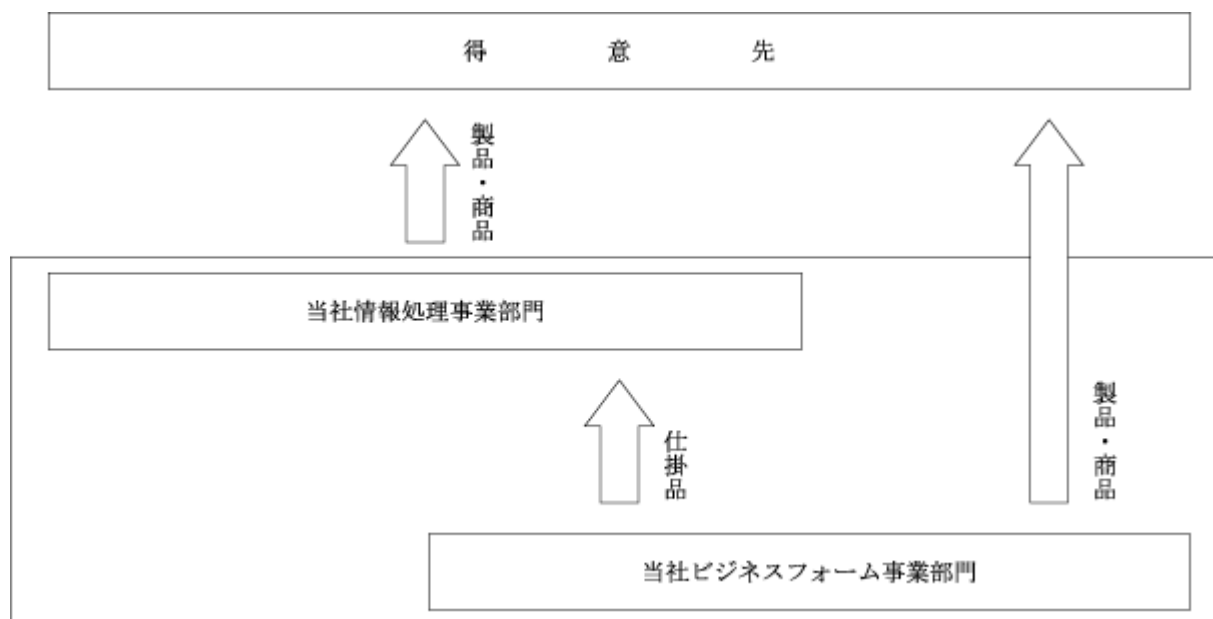 得意先
製品・商品
当社情報処理事業部門
仕掛品
製品・商品
当社ビジネスフォーム事業部門